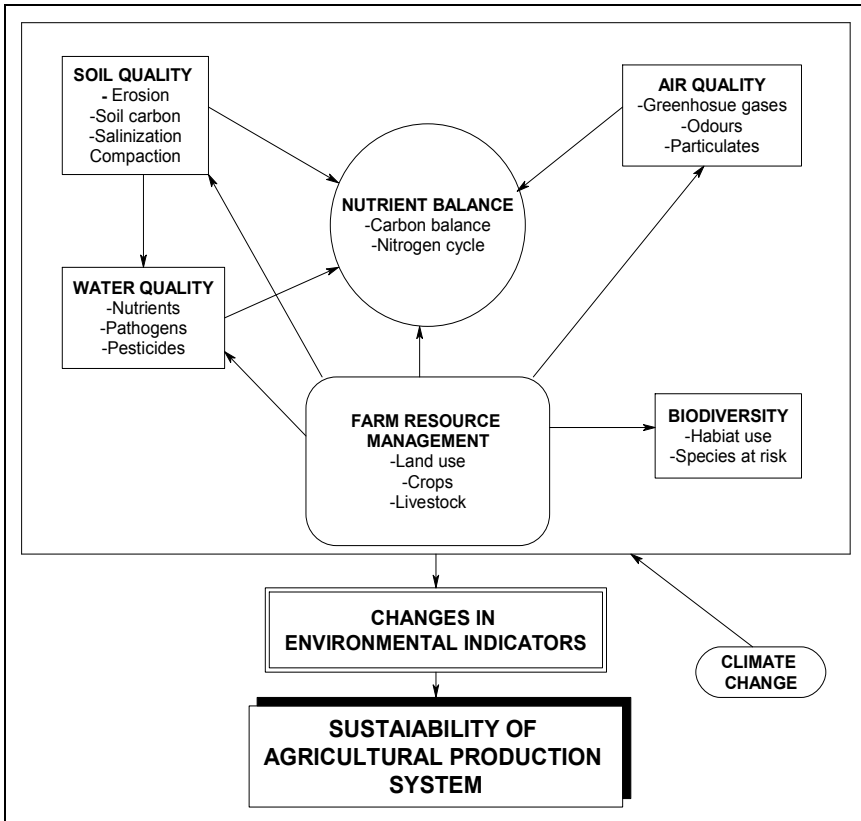 SOIL QUALITY
- Erosion
-Soil carbon
-Salinization
Compaction
AIR QUALITY
-Greenhosue gases
-Odours
-Particulates
NUTRIENT BALANCE
-Carbon balance
-Nitrogen cycle
WATER QUALITY
-Nutrients
-Pathogens
-Pesticides
FARM RESOURCE
MANAGEMENT
-Land use
-Crops
-Livestock
BIODIVERSITY
-Habiat use
-Species at risk
CHANGES IN
ENVIRONMENTAL INDICATORS
CLIMATE
CHANGE
SUSTAIABILITY OF
AGRICULTURAL PRODUCTION
SYSTEM